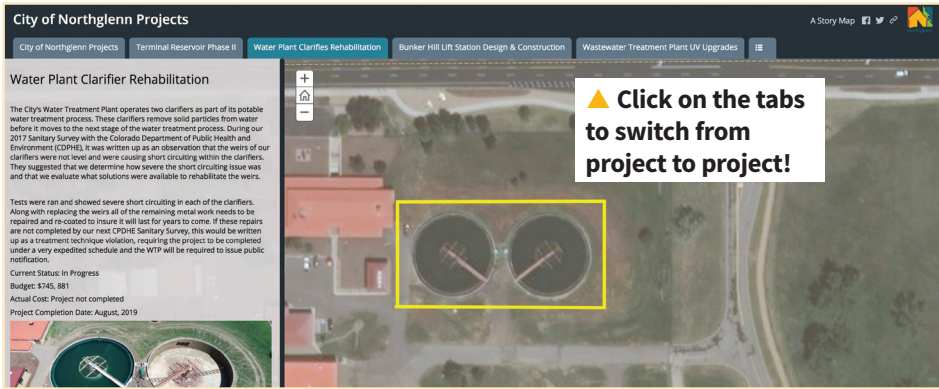 City of Northglenn Projects
A Story Map
City of Northglenn Projects
Terminal Reservoir Phase II
Water Plant Clarifies Rehabilitation
Bunker Hill Lift Station Design & Construction
Wastewater Treatment Plant UV Upgrades
Water Plant Clarifier Rehabilitation
The City's Water Treatment Plant operates two clarifiers as part of its potable
water treatment process. These clarifiers remove solid particles from water
before it moves to the next stage of the water treatment process. During our
2017 Sanitary Survey with the Colorado Department of Public Health and
Environment (CDPHE), it was written up as an observation that the weirs of our
clarifiers were not level and were causing short circuiting within the clarifiers.
They suggested that we determine how severe the short circuiting issue was
and that we evaluate what solutions were available to rehabilitate the weirs.
Tests were ran and showed severe short circuiting in each of the clarifiers.
Along with replacing the weirs all of the remaining metal work needs to be
repaired and re-coated to insure it will last for years to come. If these repairs
are not completed by our next CPDHE Sanitary Survey, this would be written
up as a treatment technique violation, requiring the project to be completed
under a very expedited schedule and the WTP will be required to issue public
notification.
Current Status: In Progress
Budget: $745, 881
Actual Cost: Project not completed
Project Completion Date: August, 2019
+
−
Click on the tabs
to switch from
project to project!